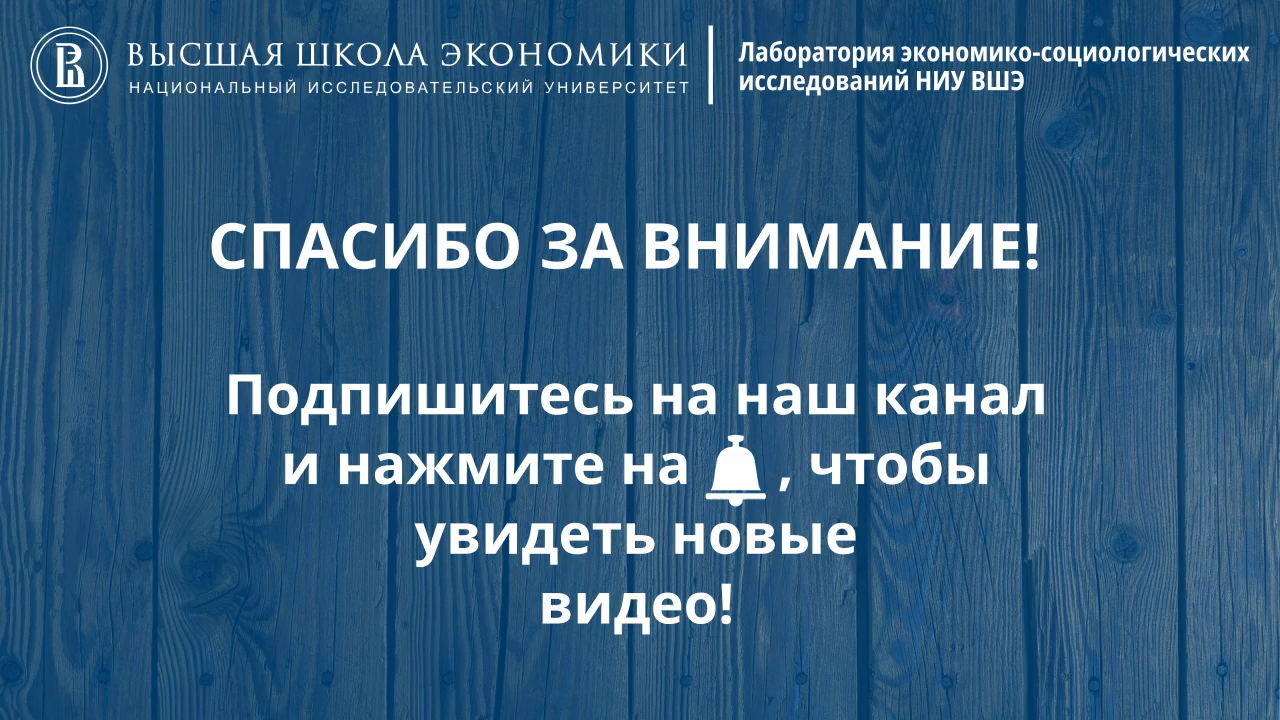 ВЫСШАЯ ШКОЛА ЭКОНОМИКИ
НАЦИОНАЛЬНЫЙ ИССЛЕДОВАТЕЛЬСКИЙ УНИВЕРСИТЕТ
Лаборатория экономико-социологических
исследований НИУ ВШЭ
СПАСИБО ЗА ВНИМАНИЕ!
Подпишитесь на наш канал
и нажмите на , чтобы
увидеть новые
видео!